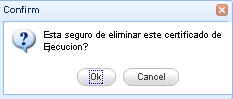 Confirm
Esta seguro de eliminar este certificado de
Ejecucion?
Ok
Cancel